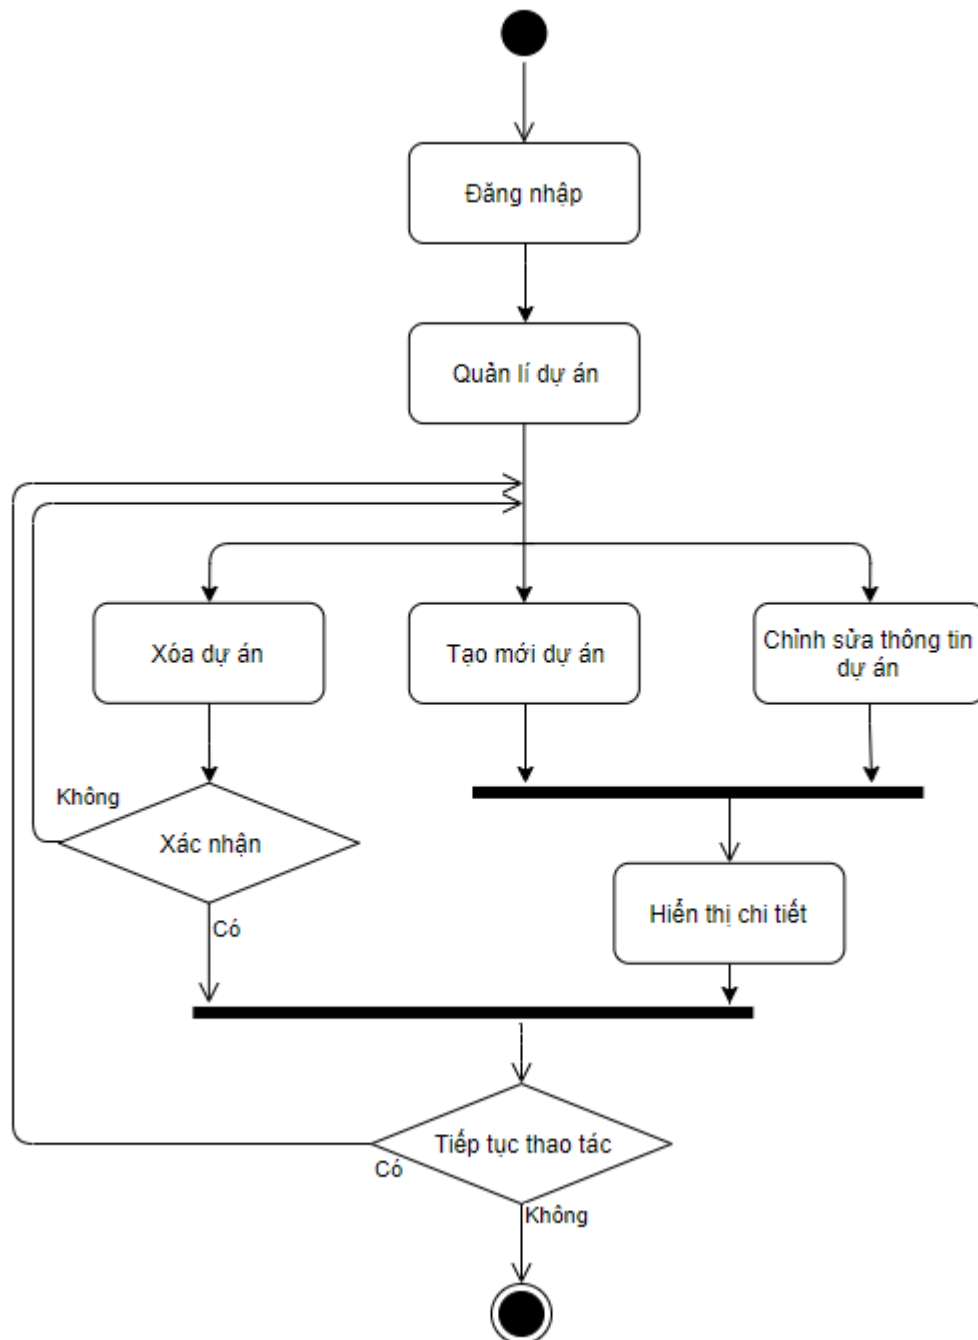 Đăng nhập
Quản lí dự án
Xóa dự án
Tạo mới dự án
Chỉnh sửa thông tin
dự án
Không
Xác nhận
Có
Hiển thị chi tiết
Tiếp tục thao tác
Có
Không